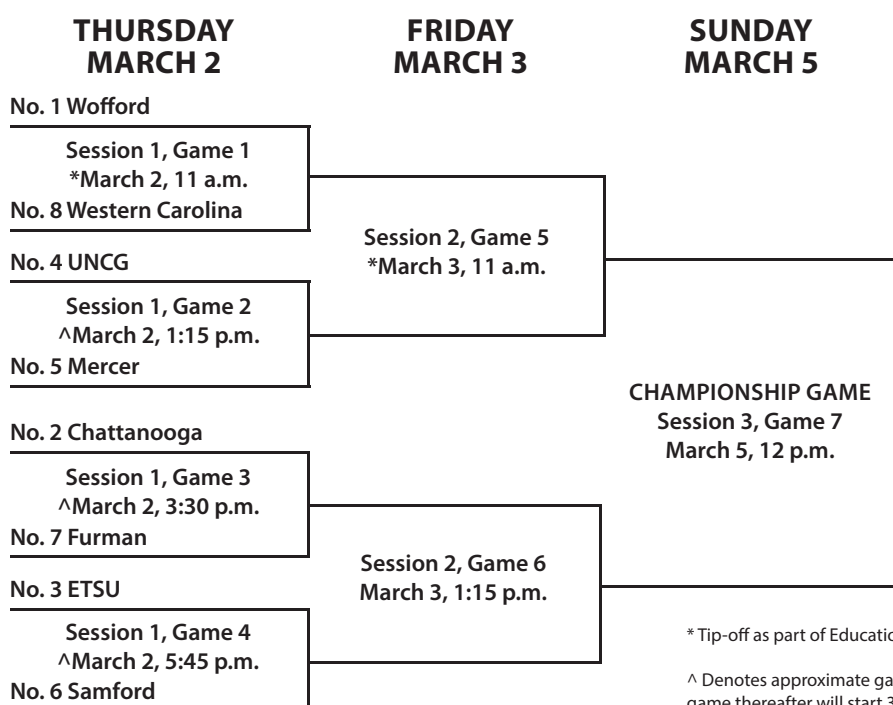 THURSDAY
MARCH 2
FRIDAY
MARCH 3
SUNDAY
MARCH 5
No. 1 Wofford
Session 1, Game 1
*March 2, 11 a.m.
No. 8 Western Carolina
Session 2, Game 5
*March 3, 11 a.m.
No. 4 UNCG
Session 1, Game 2
^March 2, 1:15 p.m.
No. 5 Mercer
CHAMPIONSHIP GAME
Session 3, Game 7
March 5, 12 p.m.
No. 2 Chattanooga
Session 1, Game 3
^March 2, 3:30 p.m.
No. 7 Furman
Session 2, Game 6
March 3, 1:15 p.m.
No. 3 ETSU
Session 1, Game 4
^March 2, 5:45 p.m.
No. 6 Samford
* Tip-off as part of
^ Denotes approximate
game thereafter will start